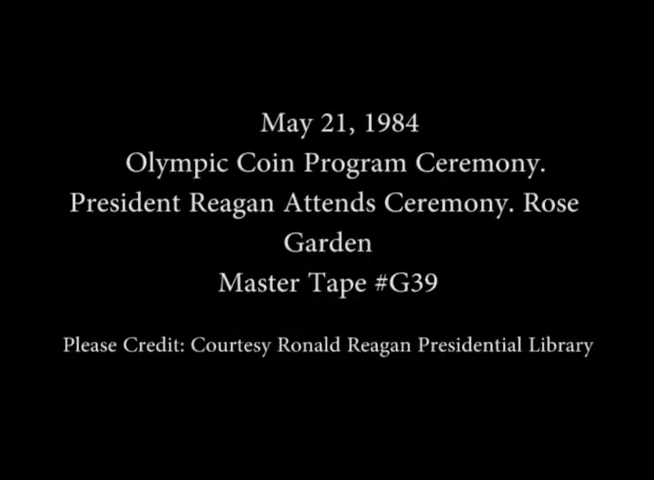 May 21, 1984
Olympic Coin Program Ceremony.
President Reagan Attends Ceremony. Rose
Garden
Master Tape #G39
Please Credit: Courtesy Ronald Reagan Presidential Library